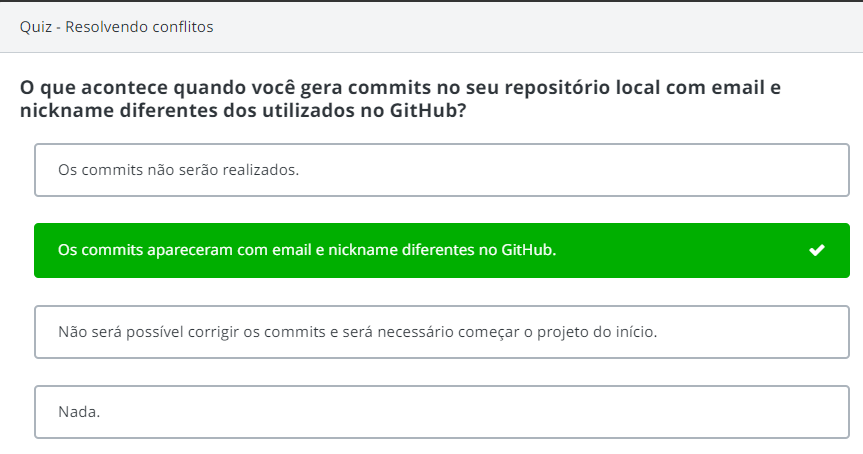 Quiz - Resolvendo conflitos
O que acontece quando você gera commits no seu repositório local com email e
nickname diferentes dos utilizados no GitHub?
Os commits não serão realizados.
Os commits apareceram com email e nickname diferentes no GitHub.
Não será possível corrigir os commits e será necessário começar o projeto do início.
Nada.